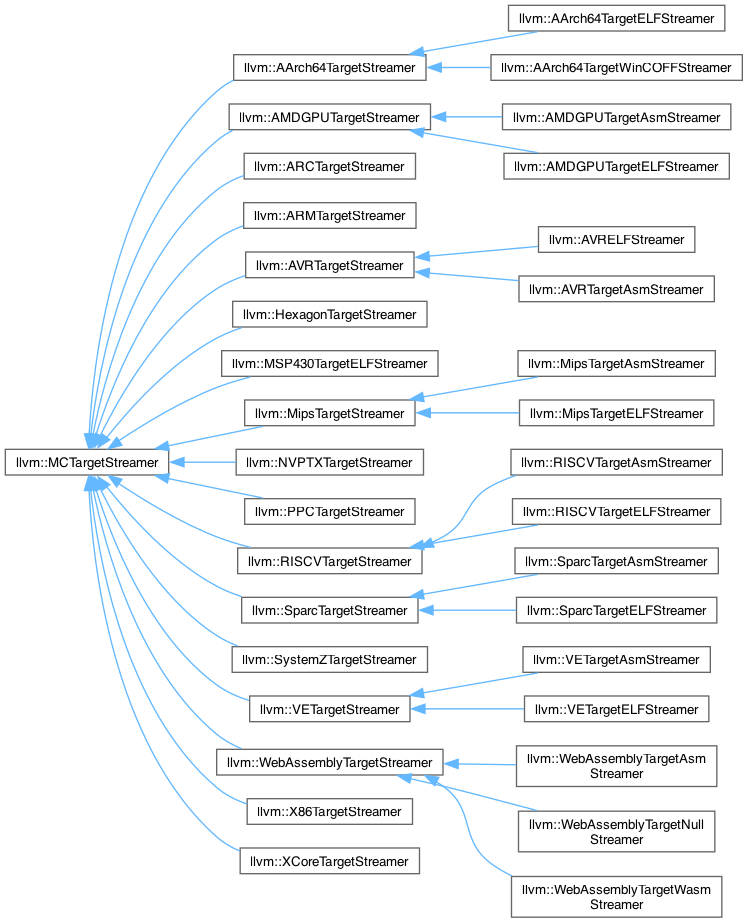 llvm::AArch64TargetELFStreamer
llvm::AArch64TargetStreamer
llvm::AArch64TargetWinCOFFStreamer
llvm::AMDGPUTargetStreamer
llvm::AMDGPUTargetAsmStreamer
llvm::AMDGPUTargetELFStreamer
llvm::ARCTargetStreamer
llvm::ARMTargetStreamer
llvm::AVRELFStreamer
llvm::AVRTargetStreamer
llvm::AVRTargetAsmStreamer
llvm::HexagonTargetStreamer
llvm::MSP430TargetELFStreamer
llvm::MipsTargetAsmStreamer
llvm::MipsTargetStreamer
llvm::MipsTargetELFStreamer
llvm::MCTargetStreamer
llvm::NVPTXTargetStreamer
llvm::RISCVTargetAsmStreamer
llvm::PPCTargetStreamer
llvm::RISCVTargetELFStreamer
llvm::RISCVTargetStreamer
llvm::SparcTargetAsmStreamer
llvm::SparcTargetStreamer
llvm::SparcTargetELFStreamer
llvm::SystemZTargetStreamer
llvm::VETargetAsmStreamer
llvm::VETargetStreamer
llvm::VETargetELFStreamer
llvm::WebAssemblyTargetStreamer
llvm::WebAssemblyTargetAsm
Streamer
llvm::X86TargetStreamer
llvm::WebAssemblyTargetNull
Streamer
llvm::XCoreTargetStreamer
llvm::WebAssemblyTargetWasm
Streamer